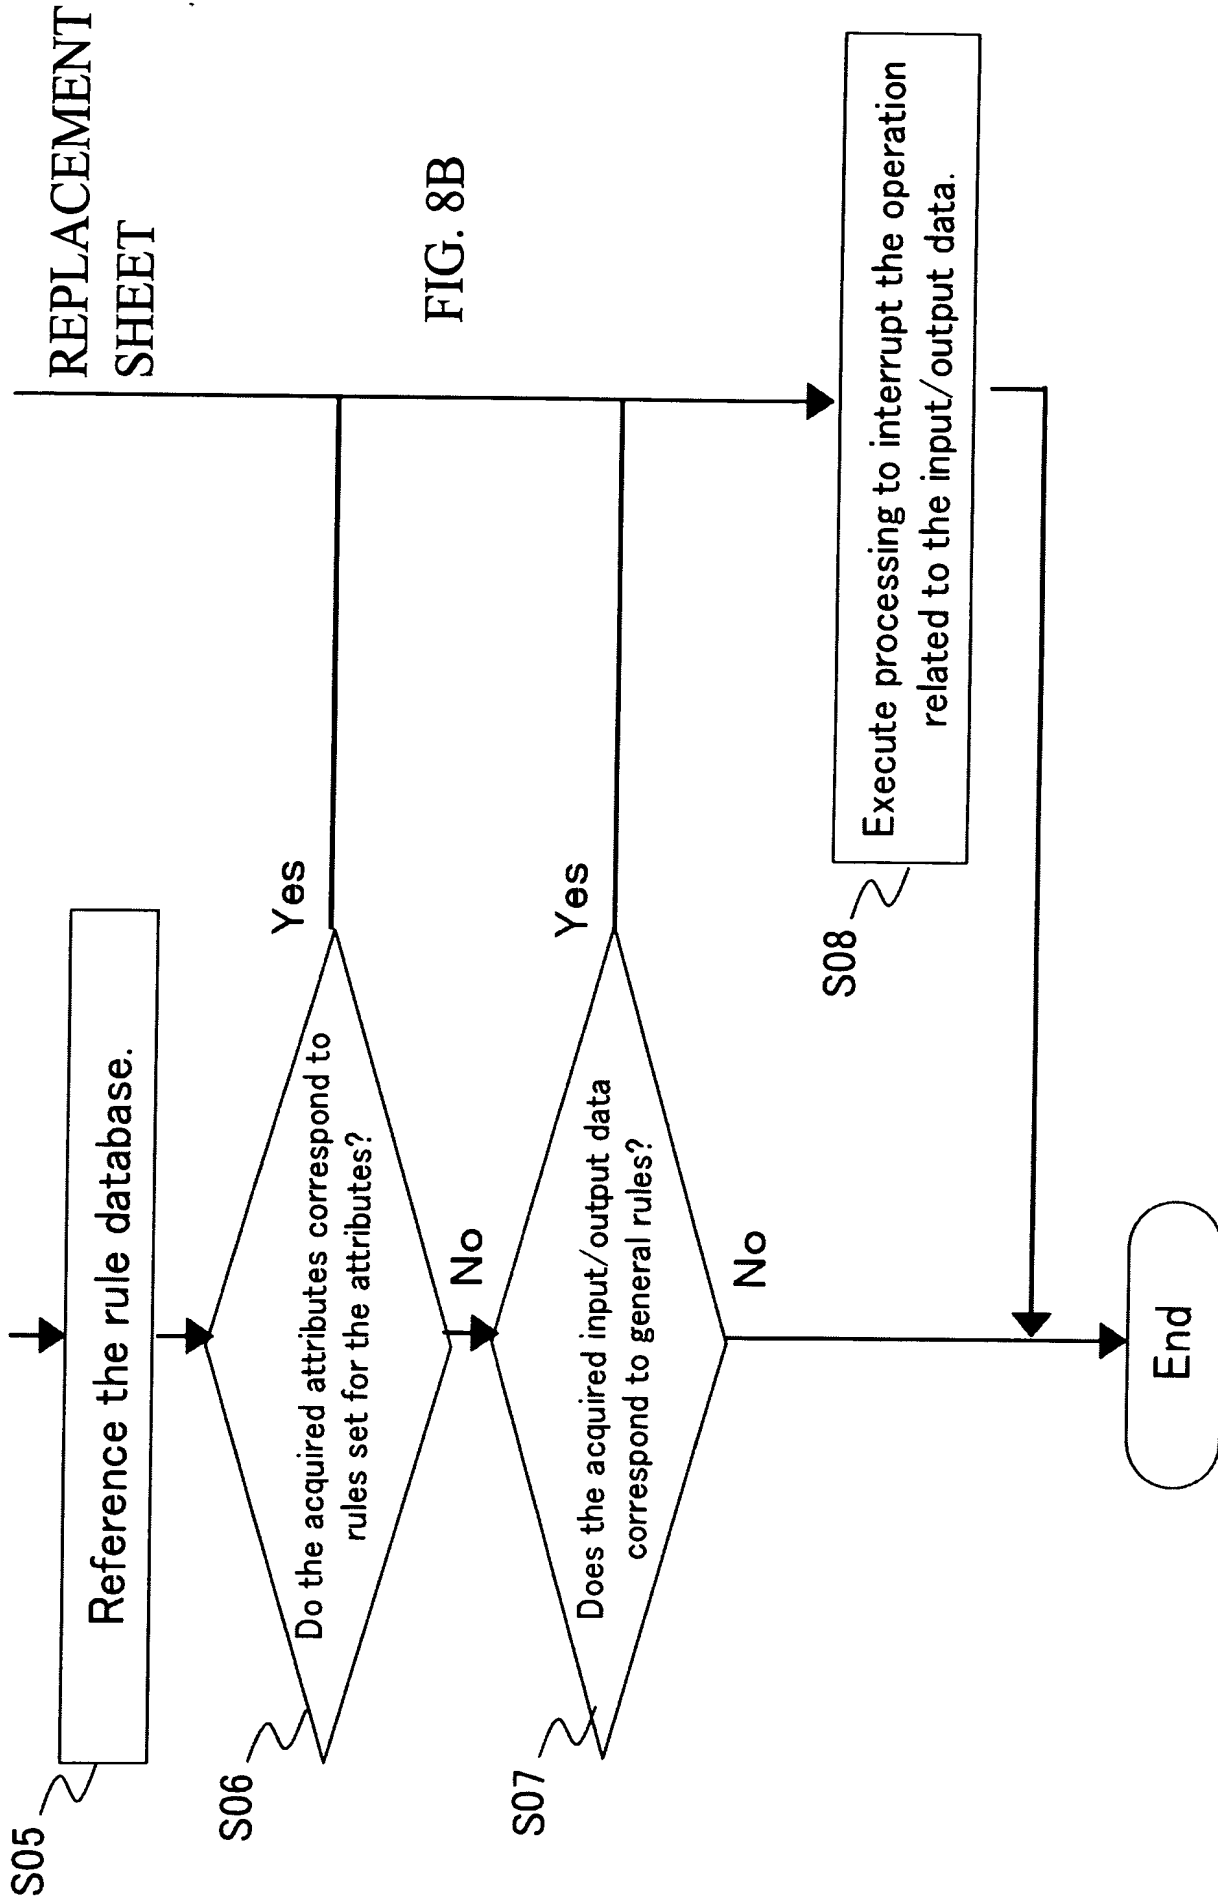 REPLACEMENT
SHEET
FIG. 8B
S05
Reference the rule database.
S06
Do the acquired attributes correspond to
rules set for the attributes?
Yes
No
S07
Does the acquired input/output data
correspond to general rules?
Yes
No
S08
Execute processing to interrupt the operation
related to the input/output data.
End